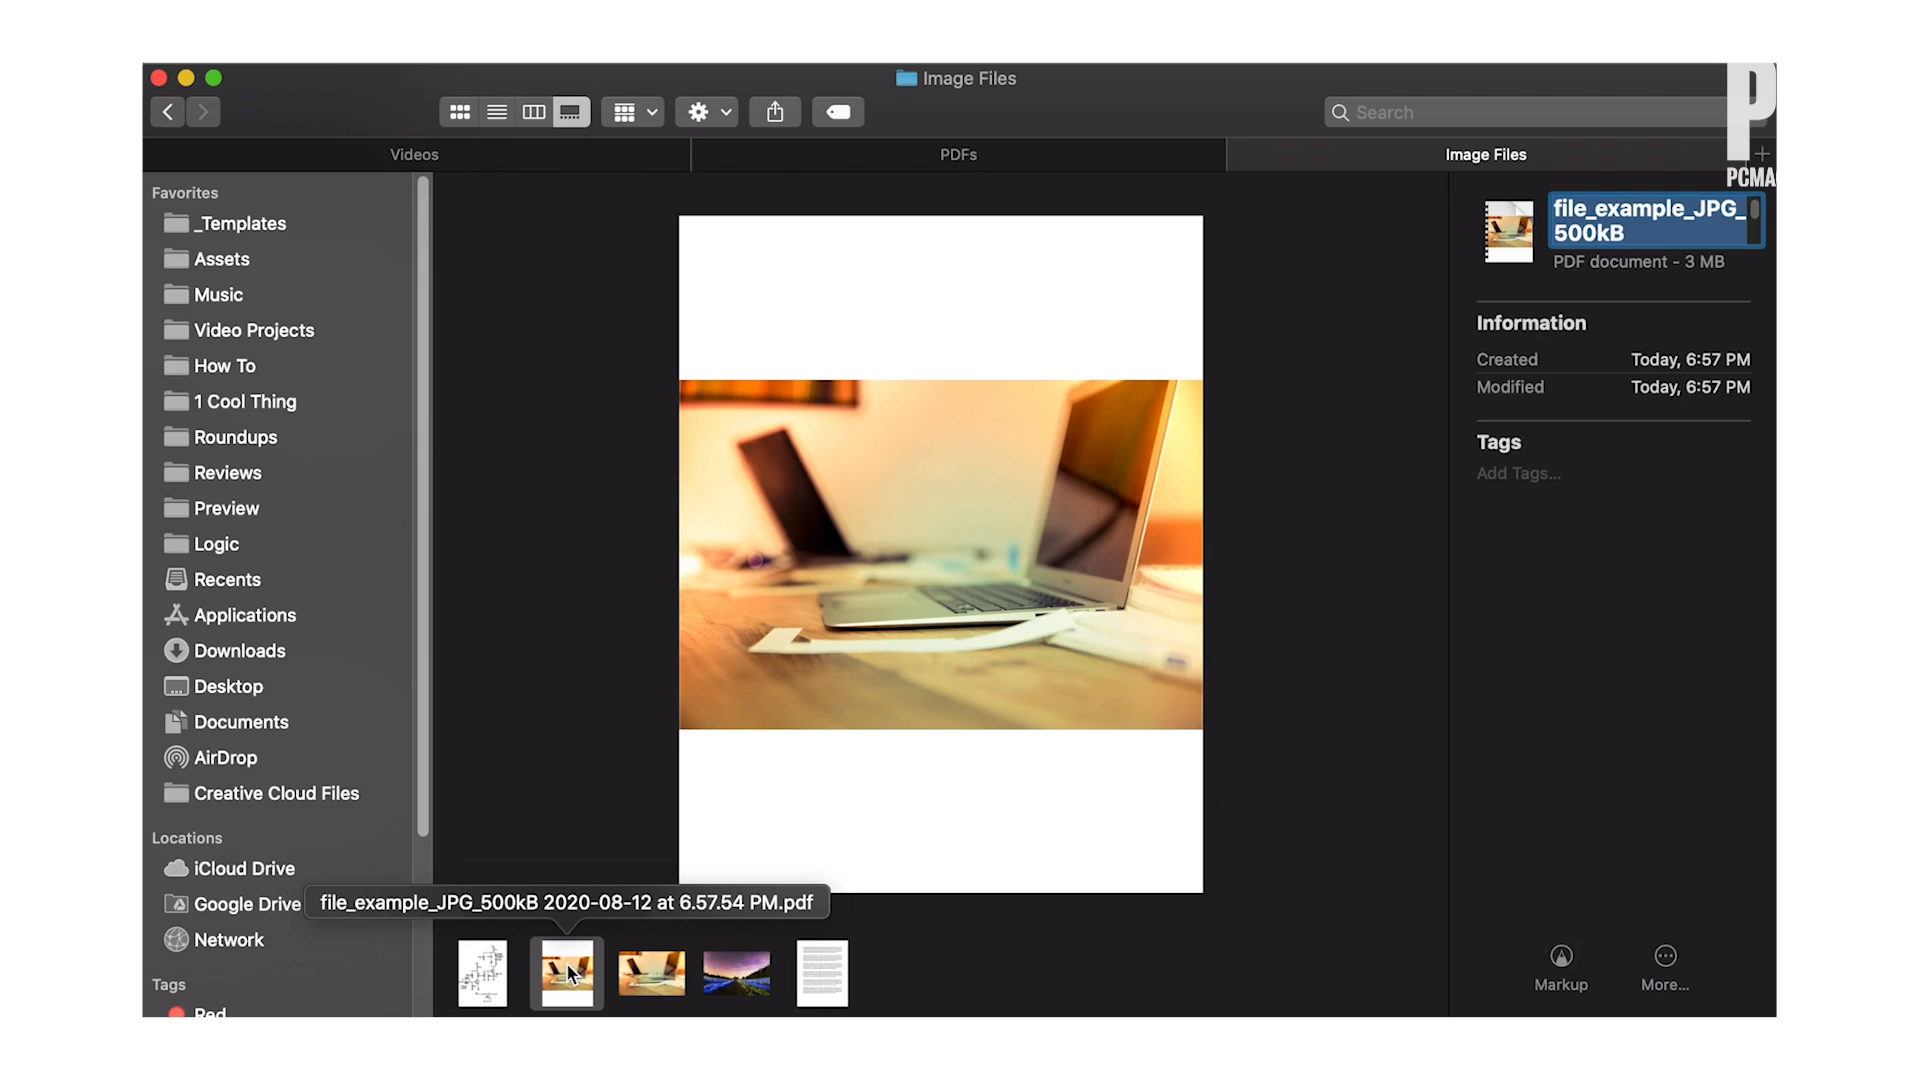 Image Files
Search
P
PCMA
Videos
PDFs
Image Files
Favorites
_Templates
Assets
Music
Video Projects
How To
1 Cool Thing
Roundups
Reviews
Preview
Logic
Recents
Applications
Downloads
Desktop
Documents
AirDrop
Creative Cloud Files
Locations
iCloud Drive
Google Drive
Network
Tags
Red
file_example_JPG_500kB 2020-08-12 at 6.57.54 PM.pdf
file_example_JPG_
500kB
PDF document - 3 MB
Information
Created Today, 6:57 PM
Modified Today, 6:57 PM
Tags
Add Tags...
Markup
More...